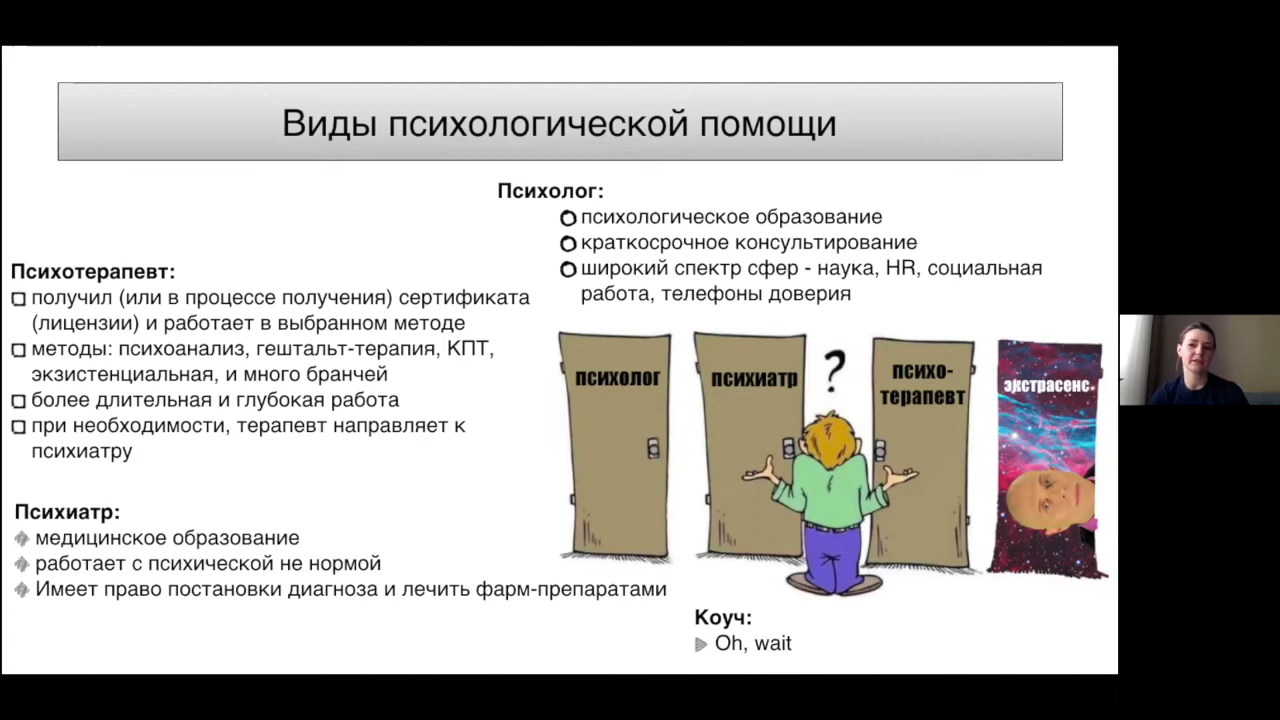 Виды психологической помощи
Психолог:
психологическое образование
краткосрочное консультирование
широкий спектр сфер - наука, HR, социальная
работа, телефоны доверия
Психотерапевт:
получил (или в процессе получения) сертификата
(лицензии) и работает в выбранном методе
методы: психоанализ, гештальт-терапия, КПТ,
экзистенциальная, и много бранчей
более длительная и глубокая работа
при необходимости, терапевт направляет к
психиатру
Психиатр:
медицинское образование
работает с психической не нормой
Имеет право постановки диагноза и лечить фарм-препаратами
психолог
психиатр
?
психо-
терапевт
экстрасенс
Коуч:
Oh, wait